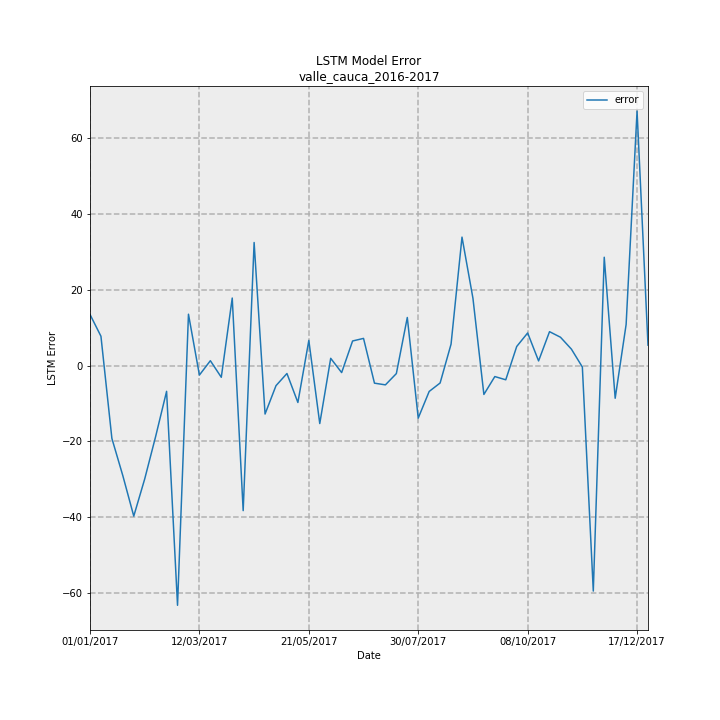 LSTM Model Error
valle_cauca_2016-2017
error
60
40
20
0
−20
−40
−60
LSTM Error
01/01/2017 12/03/2017 21/05/2017 30/07/2017 08/10/2017 17/12/2017
Date